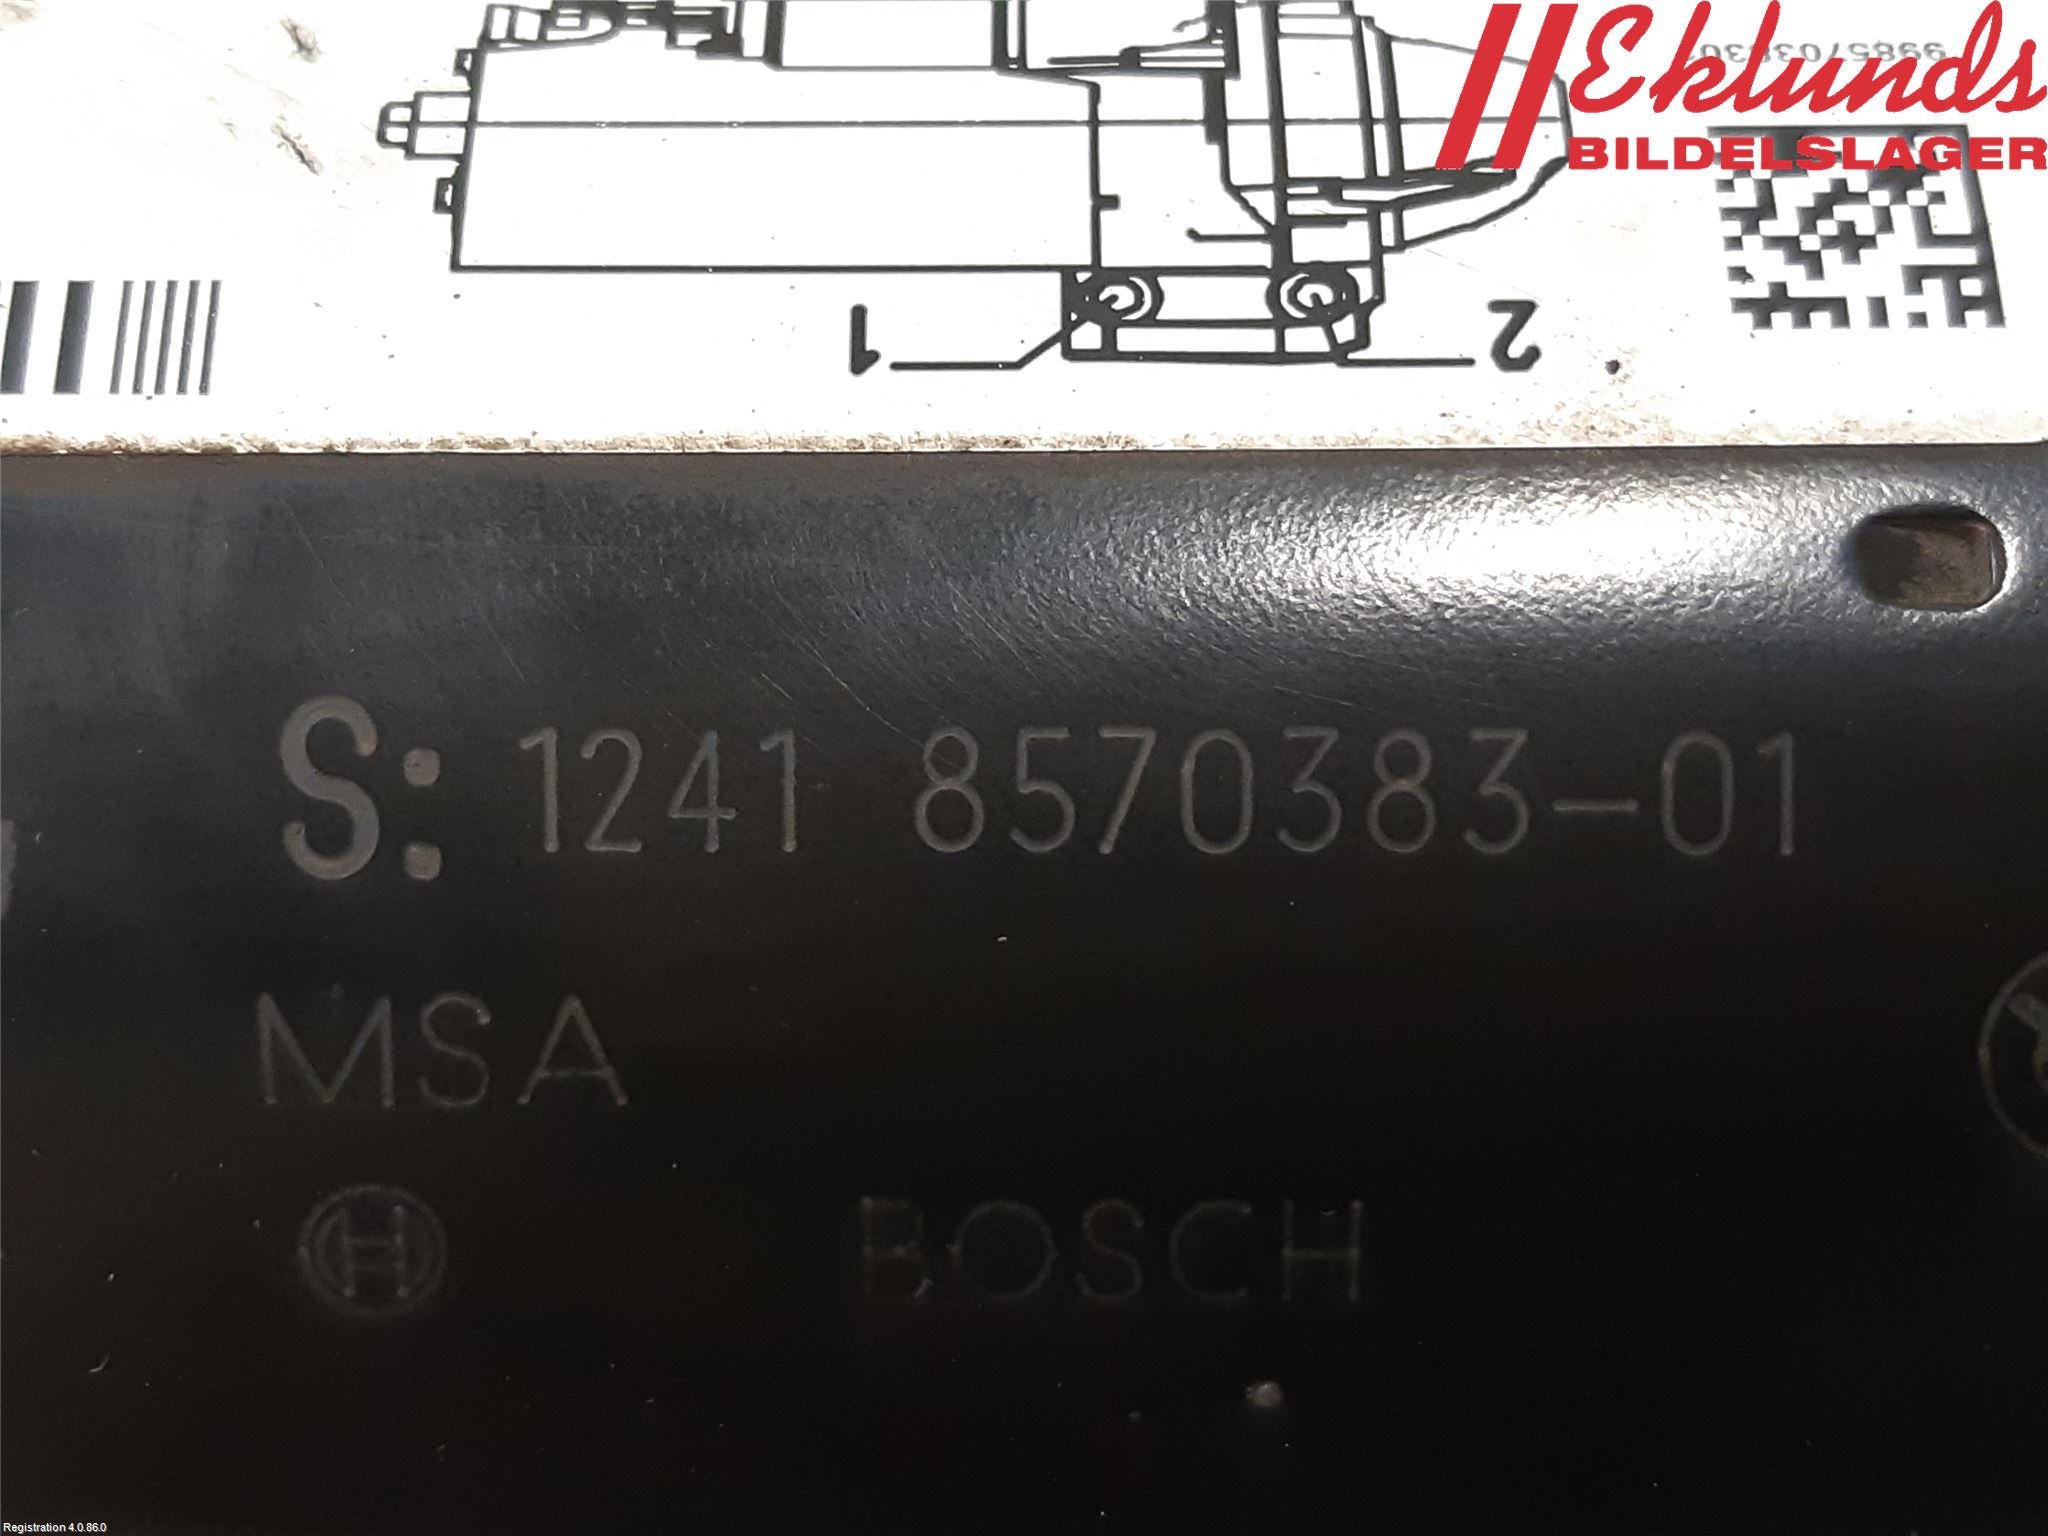 Eklunds
BILDELSLAGER
1
2
S: 1241 8570383-01
MSA
H
BOSCH
Registration 4.0.86.0